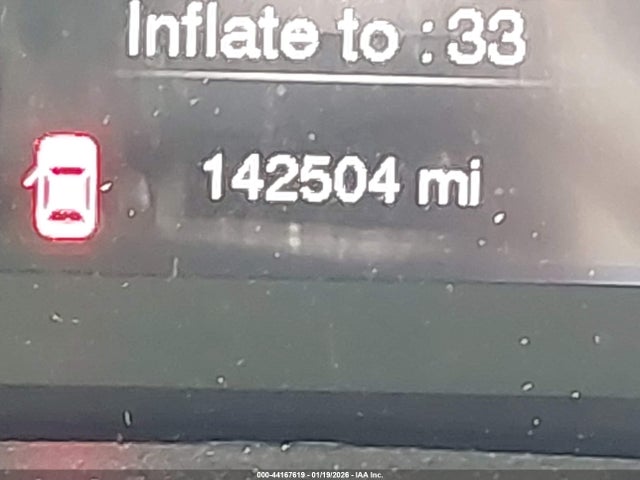 Inflate to : 33
142504 mi
000-44167619 - 01/19/2026 - IAA Inc.